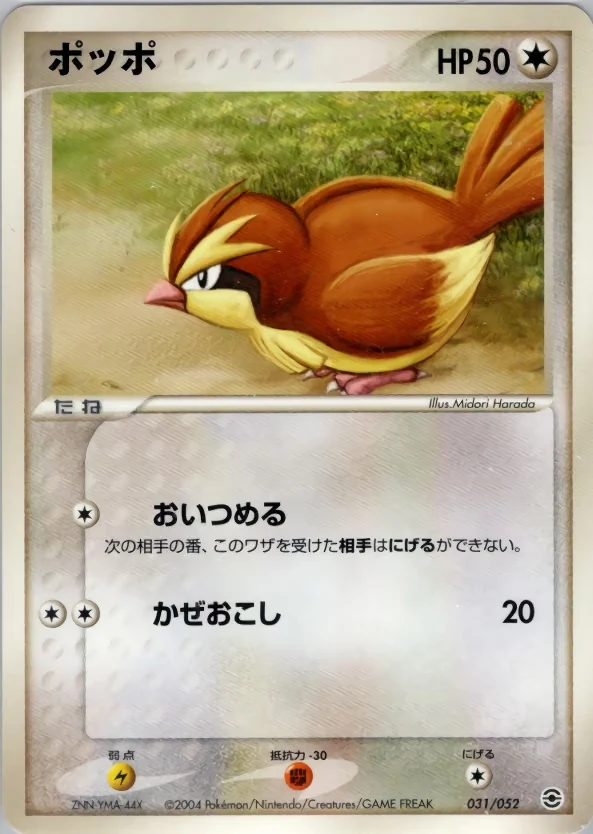 ポッポ HP50
たね Illus.Midori Harada
おいつめる
次の相手の番、このワザを受けた相手はにげるができない。
かぜおこし 20
弱点 抵抗力 -30 にげる
ZNN YMA-44X ©2004 Pokémon/Nintendo/Creatures/GAME FREAK 031/052